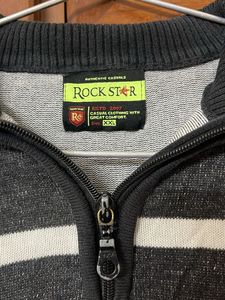 AUTHENTIC CASUALS
ROCK STAR
ESTD 2007
CASUAL CLOTHING WITH
GREAT COMFORT.
XXL